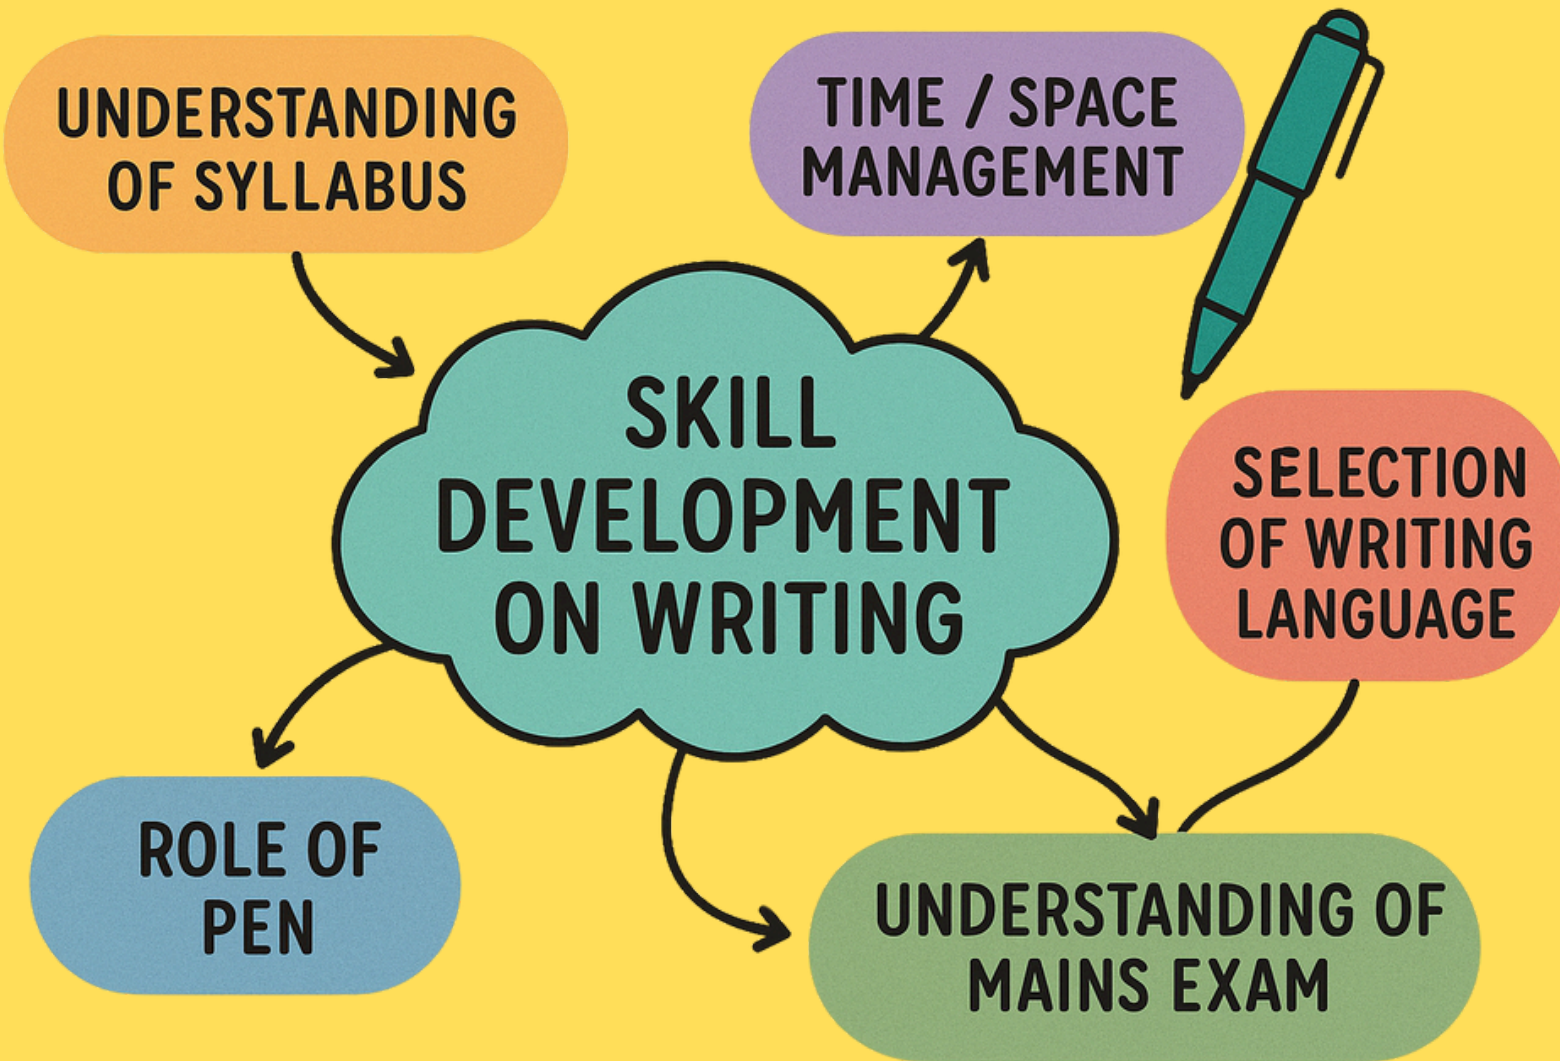 UNDERSTANDING
OF SYLLABUS
TIME / SPACE
MANAGEMENT
SKILL
DEVELOPMENT
ON WRITING
SELECTION
OF WRITING
LANGUAGE
ROLE OF
PEN
UNDERSTANDING OF
MAINS EXAM